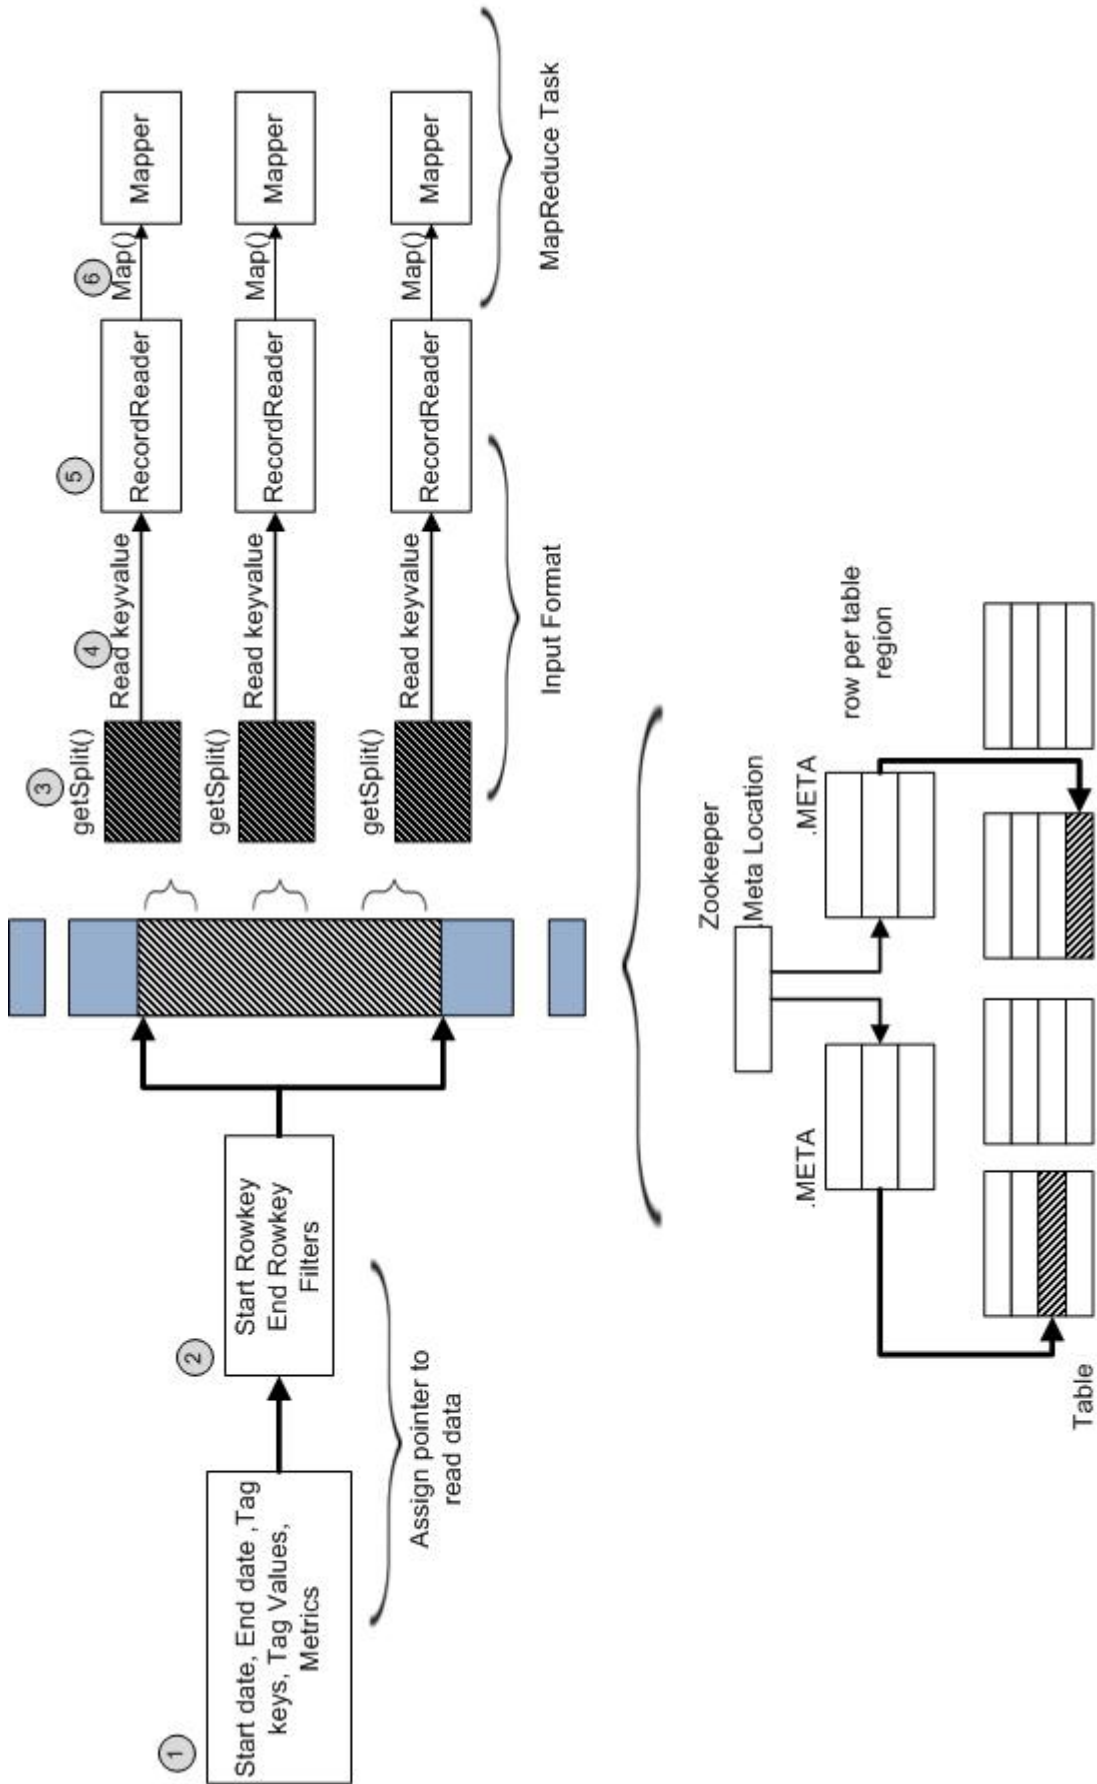 1
Start date, End date ,Tag
keys, Tag Values,
Metrics
2
Start Rowkey
End Rowkey
Filters
Assign pointer to
read data
3
getSplit()
4
Read keyvalue
5
RecordReader
6
Map()
Mapper
getSplit()
Read keyvalue
RecordReader
Map()
Mapper
getSplit()
Read keyvalue
RecordReader
Map()
Mapper
Input Format
MapReduce Task
Zookeeper
.Meta Location
.META
.META
row per table
region
Table